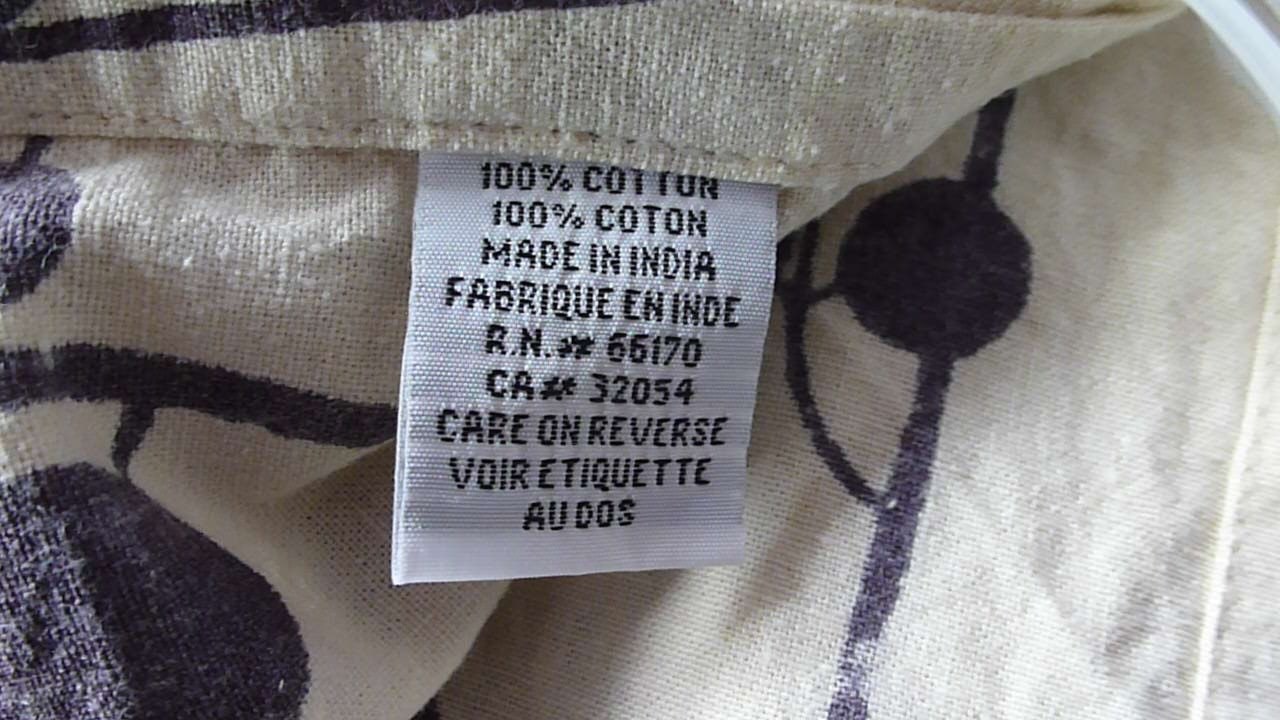 100% COTTON
100% COTON
MADE IN INDIA
FABRIQUE EN INDE
R.N.# 66170
CA# 32054
CARE ON REVERSE
VOIR ETIQUETTE
AU DOS